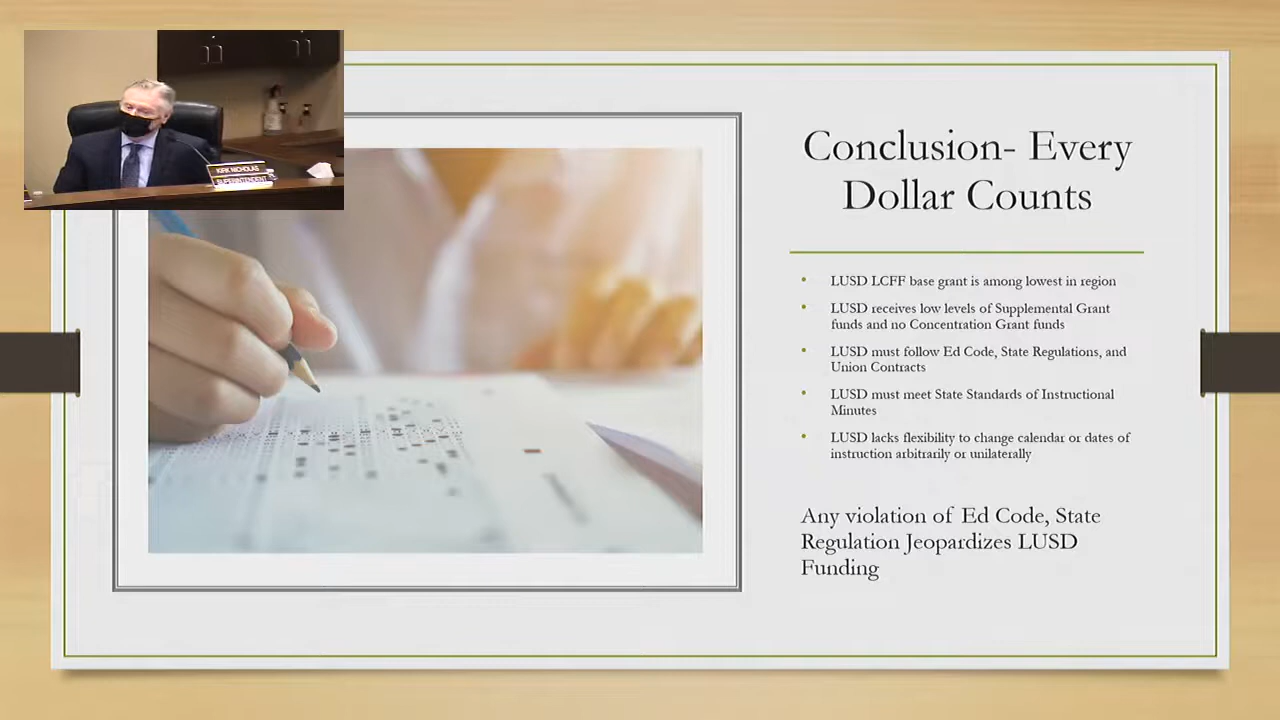 KIRK NICHOLAS
SUPERINTENDENT
Conclusion- Every
Dollar Counts
• LUSD LCFF base grant is among lowest in region
• LUSD receives low levels of Supplemental Grant
funds and no Concentration Grant funds
• LUSD must follow Ed Code, State Regulations, and
Union Contracts
• LUSD must meet State Standards of Instructional
Minutes
• LUSD lacks flexibility to change calendar or dates of
instruction arbitrarily or unilaterally
Any violation of Ed Code, State
Regulation Jeopardizes LUSD
Funding